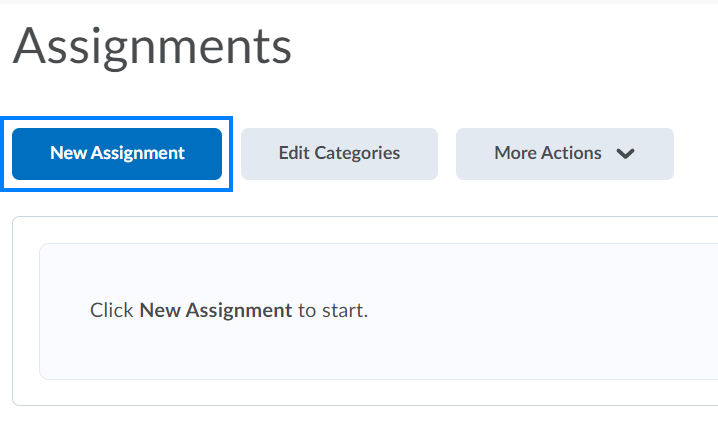 Assignments
New Assignment Edit Categories More Actions
Click New Assignment to start.